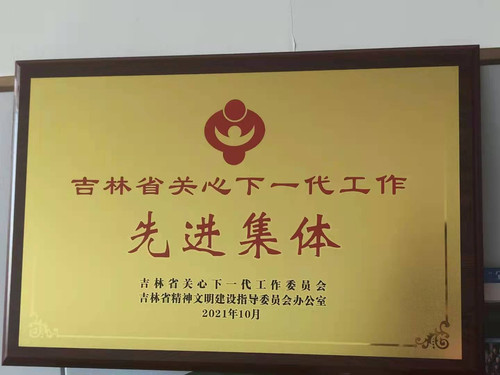 吉林省关心下一代工作
先进集体
吉林省关心下一代工作委员会
吉林省精神文明建设指导委员会办公室
2021年10月